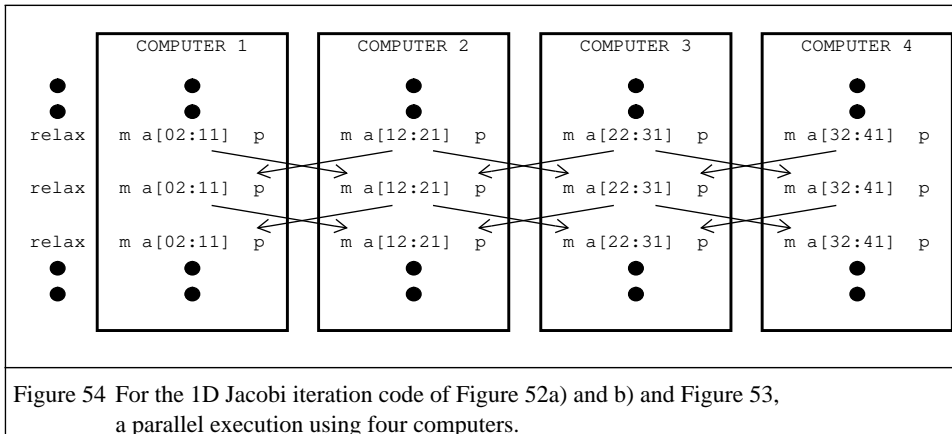 COMPUTER 1 COMPUTER 2 COMPUTER 3 COMPUTER 4
relax m a[02:11] p m a[12:21] p m a[22:31] p m a[32:41] p
relax m a[02:11] p m a[12:21] p m a[22:31] p m a[32:41] p
relax m a[02:11] p m a[12:21] p m a[22:31] p m a[32:41] p
Figure 54 For the 1D Jacobi iteration code of Figure 52a) and b) and Figure 53,
a parallel execution using four computers.